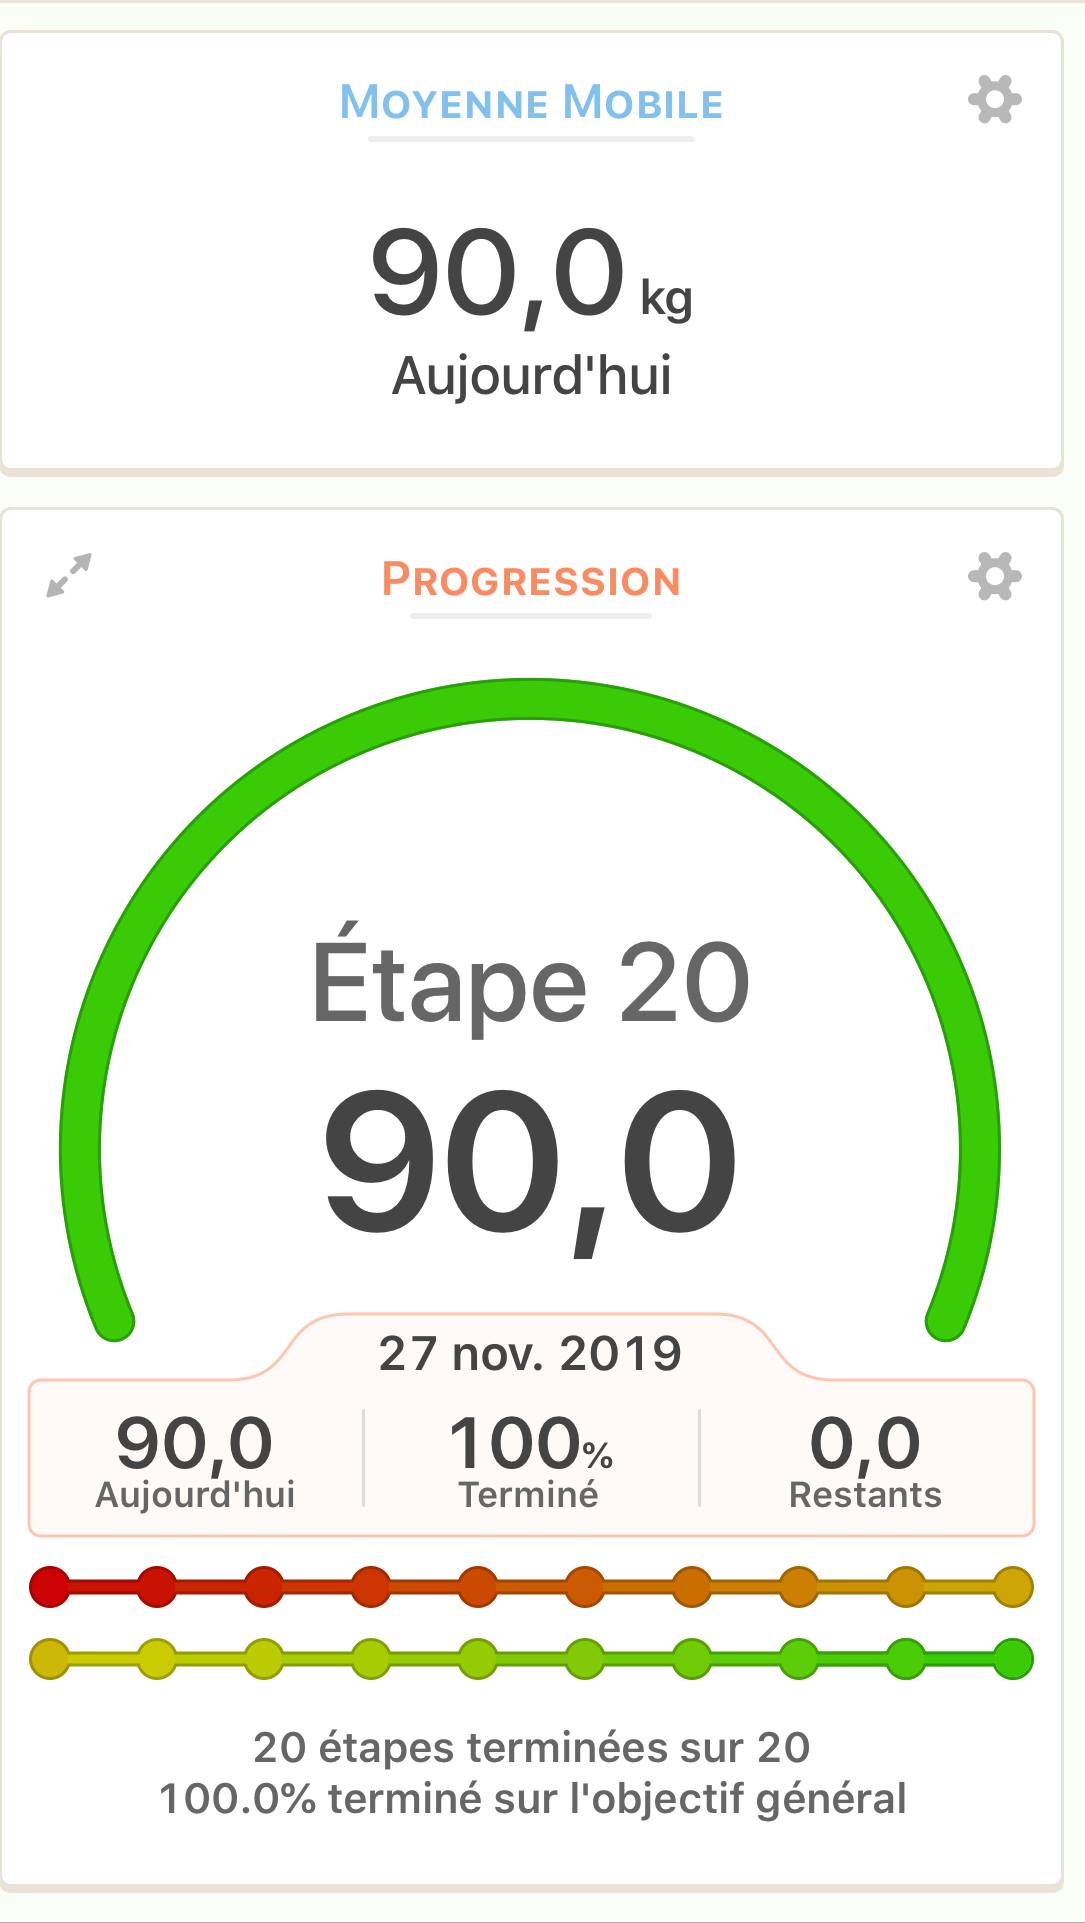 Moyenne Mobile
90,0 kg
Aujourd'hui
Progression
Étape 20
90,0
27 nov. 2019
90,0 100% 0,0
Aujourd'hui Terminé Restants
20 étapes terminées sur 20
100.0% terminé sur l'objectif général